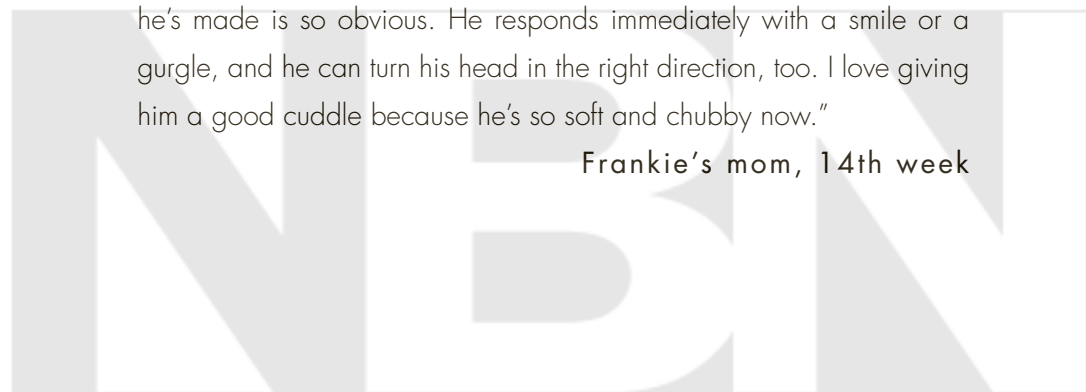 he’s made is so obvious. He responds immediately with a smile or a
gurgle, and he can turn his head in the right direction, too. I love giving
him a good cuddle because he’s so soft and chubby now.”
Frankie’s mom, 14th week
NBN